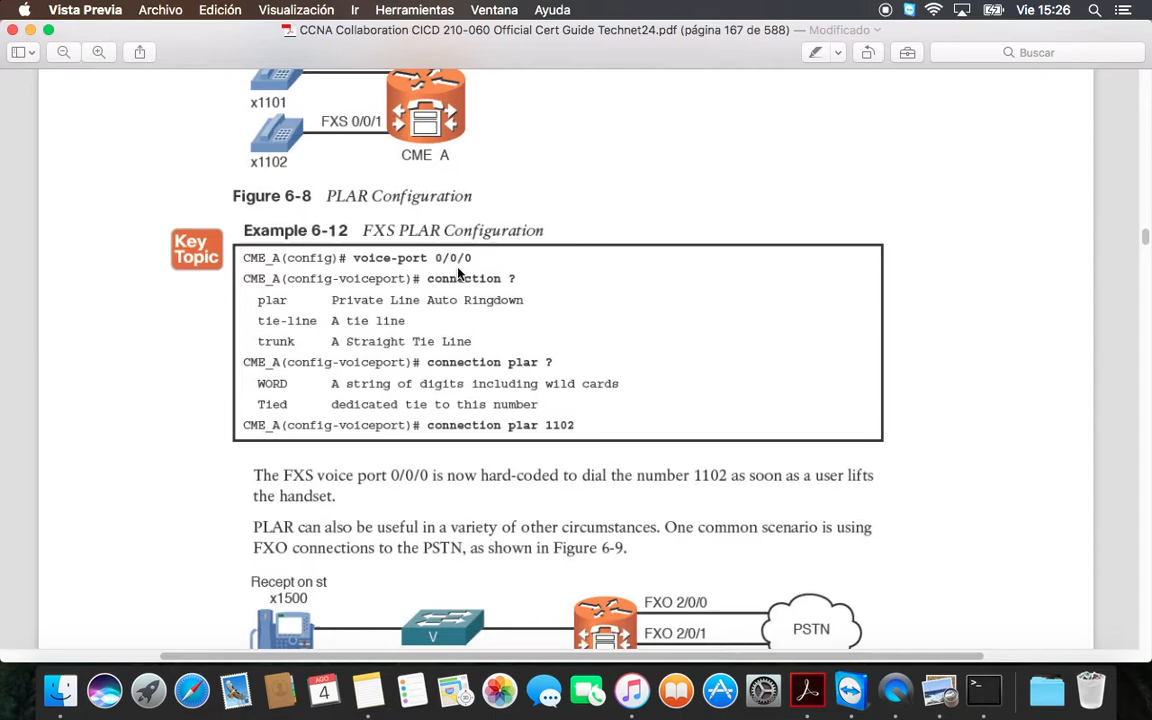 Vista Previa Archivo Edición Visualización Ir Herramientas Ventana Ayuda Vie 15:26
CCNA Collaboration CICD 210-060 Official Cert Guide Technet24.pdf (página 167 de 588) — Modificado
Buscar
x1101
FXS 0/0/1
x1102
CME A
Figure 6-8 PLAR Configuration
Key
Topic
Example 6-12 FXS PLAR Configuration
CME_A(config)# voice-port 0/0/0
CME_A(config-voiceport)# connection ?
plar Private Line Auto Ringdown
tie-line A tie line
trunk A Straight Tie Line
CME_A(config-voiceport)# connection plar ?
WORD A string of digits including wild cards
Tied dedicated tie to this number
CME_A(config-voiceport)# connection plar 1102
The FXS voice port 0/0/0 is now hard-coded to dial the number 1102 as soon as a user lifts
the handset.
PLAR can also be useful in a variety of other circumstances. One common scenario is using
FXO connections to the PSTN, as shown in Figure 6-9.
Recept on st
x1500
FXO 2/0/0
FXO 2/0/1
PSTN
V
AGO
4